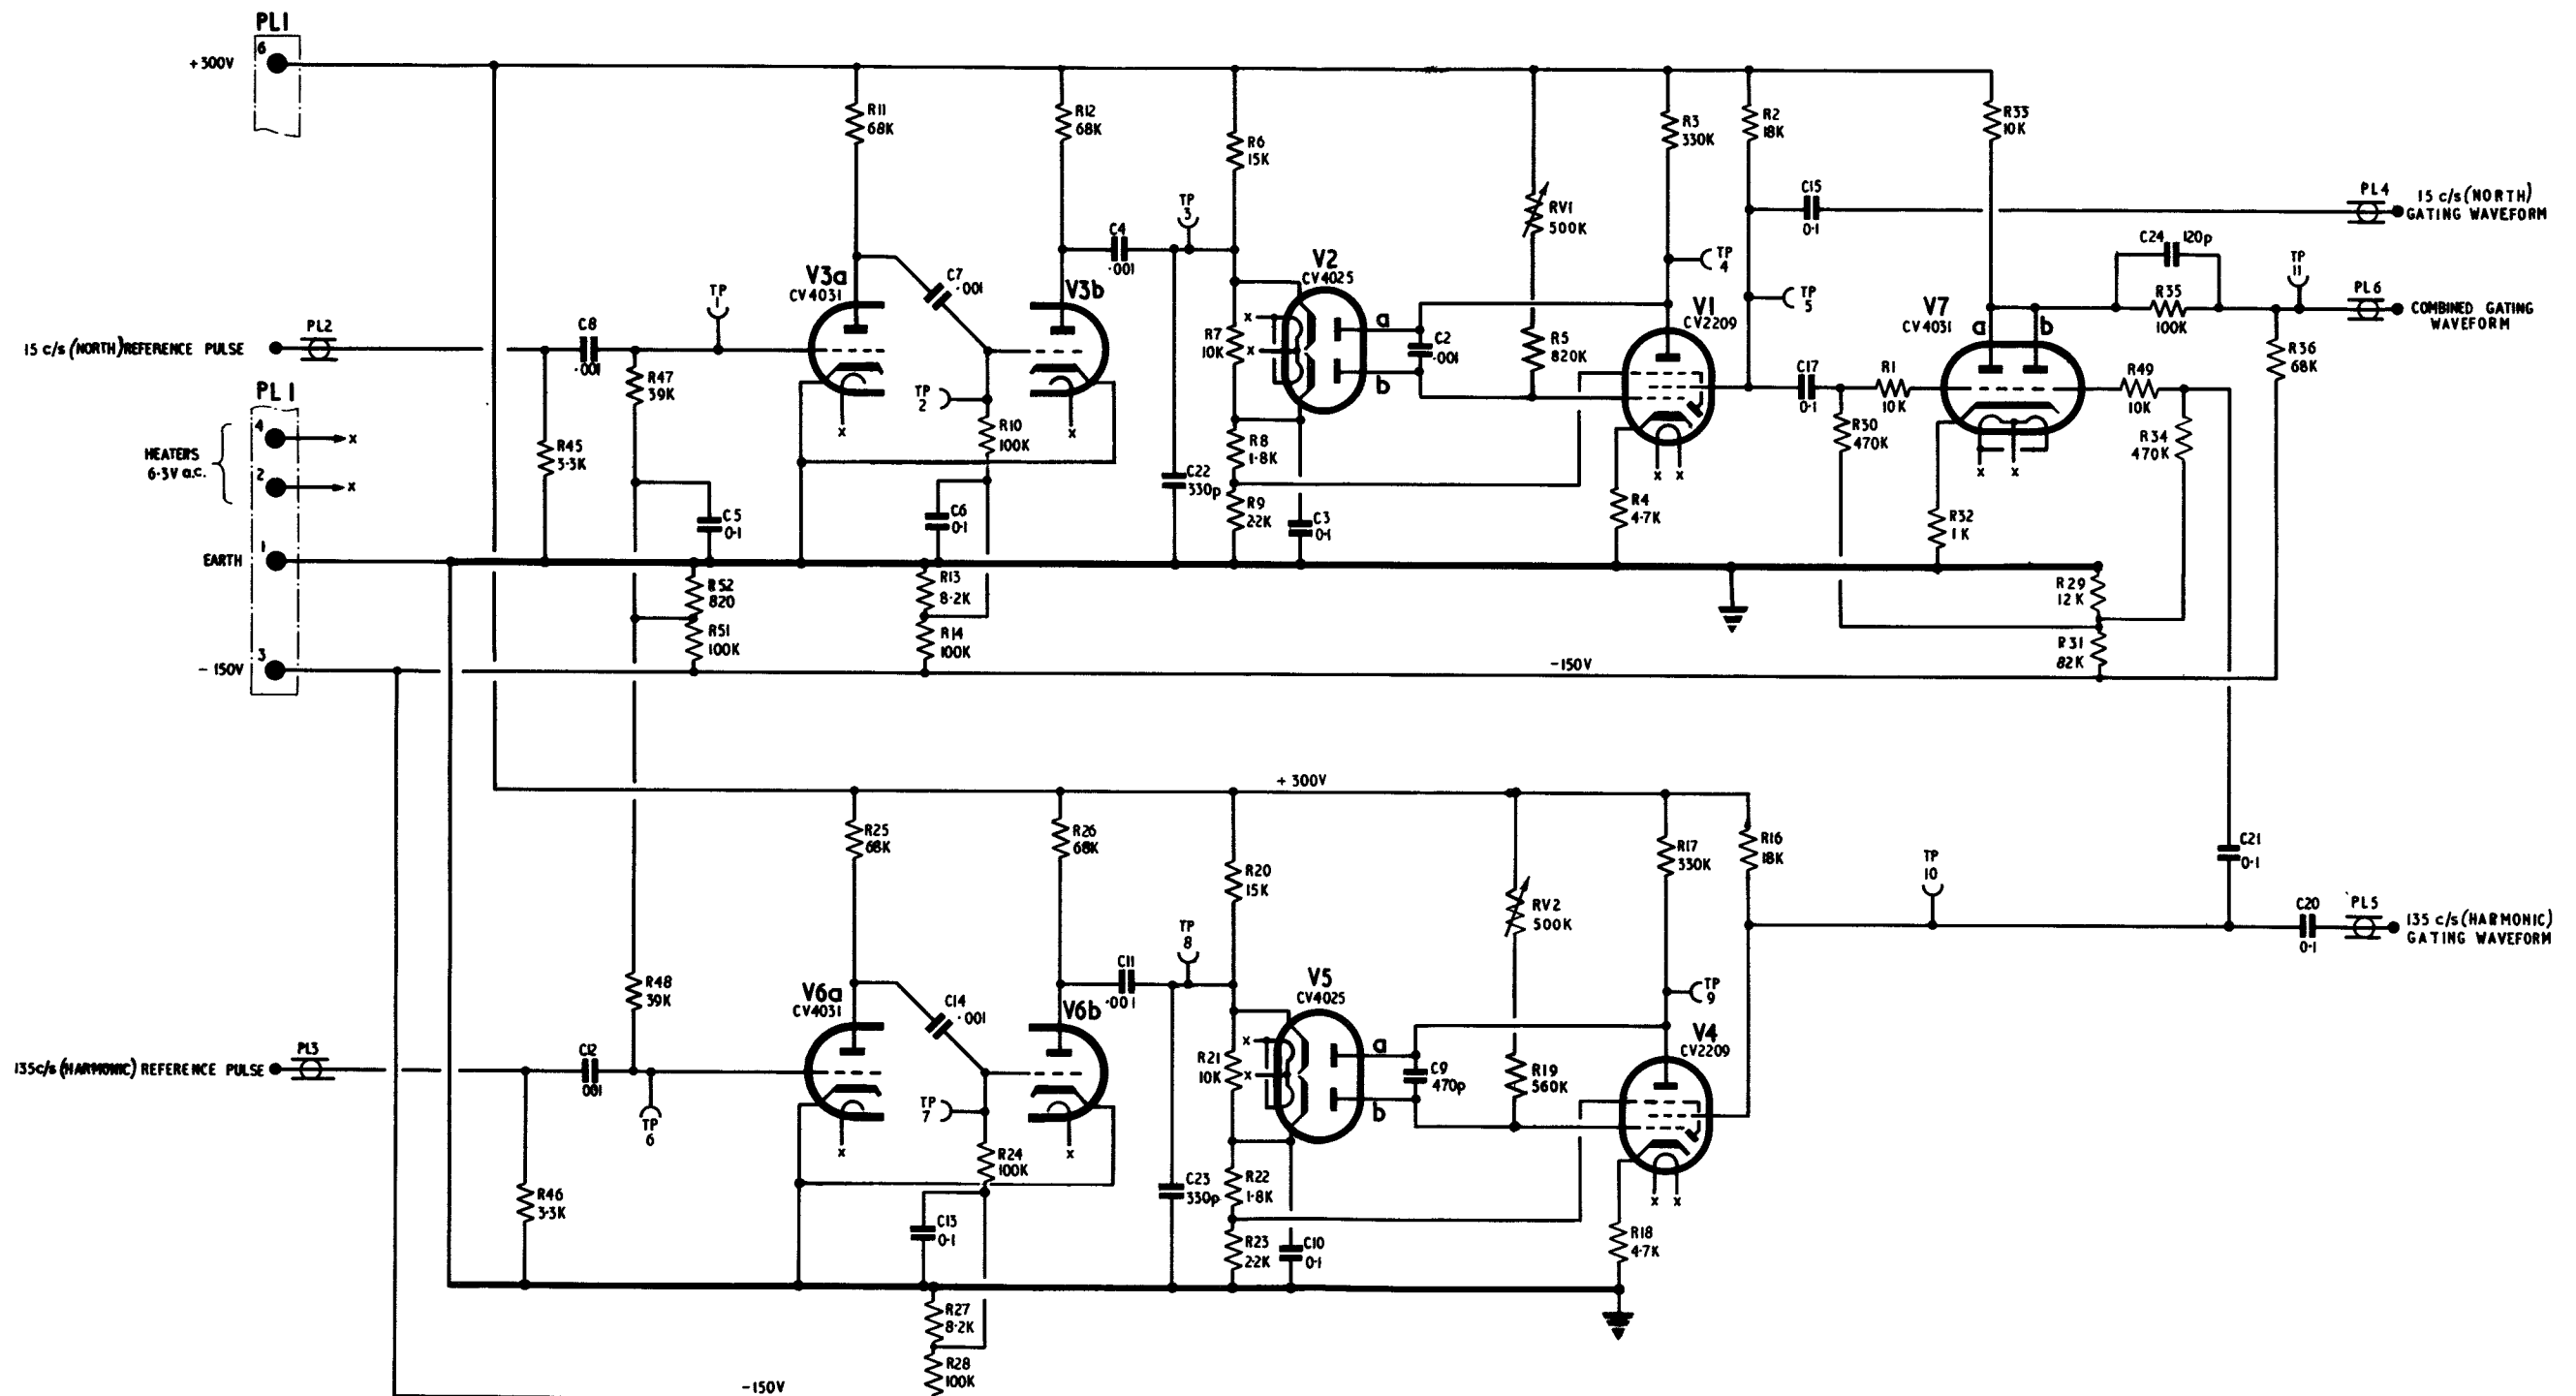 PL1
6
+300V
R11
68K
R12
68K
R6
15K
R3
330K
R2
18K
R33
10K
RV1
500K
C15
0·1
PL4
15 c/s (NORTH)
GATING WAVEFORM
TP
3
C4
·001
V2
CV4025
TP
4
C24
120p
TP
11
V3a
CV4031
C7
·001
V3b
TP
1
a
C2
·001
b
R7
10K
R5
820K
V1
CV2209
TP
5
V7
CV4031
a
b
R35
100K
PL6
COMBINED GATING
WAVEFORM
15 c/s (NORTH) REFERENCE PULSE
PL2
C8
·001
R47
39K
TP
2
R10
100K
C17
0·1
R1
10K
R49
10K
R36
68K
PL1
4
x
HEATERS
6·3V a.c.
2
x
R45
3·3K
x
x
x
x
R8
1·8K
R30
470K
R34
470K
x
x
x
x
C5
0·1
C6
0·1
C22
330p
R9
2·2K
C3
0·1
R4
4·7K
R32
1K
1
EARTH
R52
820
R13
8·2K
R29
12K
R51
100K
R14
100K
R31
82K
3
-150V
-150V
+300V
R25
68K
R26
68K
R20
15K
RV2
500K
R17
330K
R16
18K
TP
10
C21
0·1
C20
0·1
PL5
135 c/s (HARMONIC)
GATING WAVEFORM
TP
8
C11
·001
V5
CV4025
TP
9
R48
39K
V6a
CV4031
C14
·001
V6b
V4
CV2209
135c/s (HARMONIC) REFERENCE PULSE
PL3
C12
001
TP
6
TP
7
R21
10K
x
x
a
C9
470p
b
R19
560K
x
x
R24
100K
x
x
R46
3·3K
C13
0·1
C23
330p
R22
1·8K
R23
2·2K
C10
0·1
R18
4·7K
R27
8·2K
R28
100K
-150V